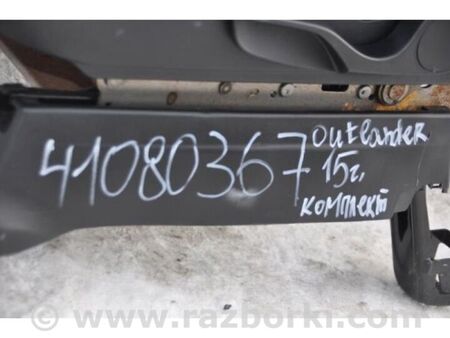 41080367 outlander
15г.
комплект
© www.razborki.com